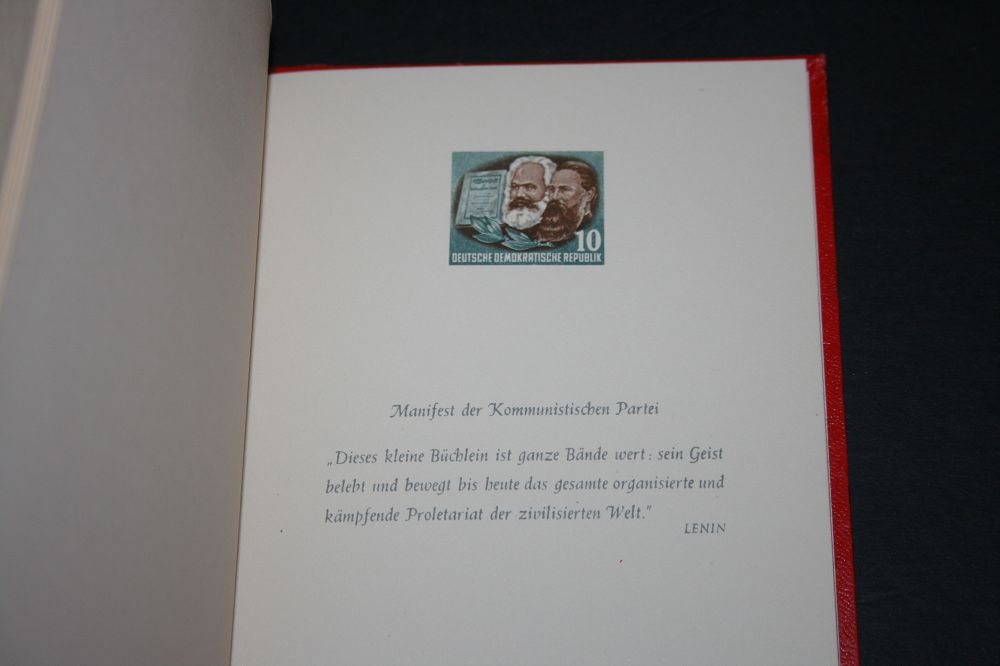 10
DEUTSCHE DEMOKRATISCHE REPUBLIK
Manifest der Kommunistischen Partei
„Dieses kleine Büchlein ist ganze Bände wert: sein Geist
belebt und bewegt bis heute das gesamte organisierte und
kämpfende Proletariat der zivilisierten Welt.“
LENIN